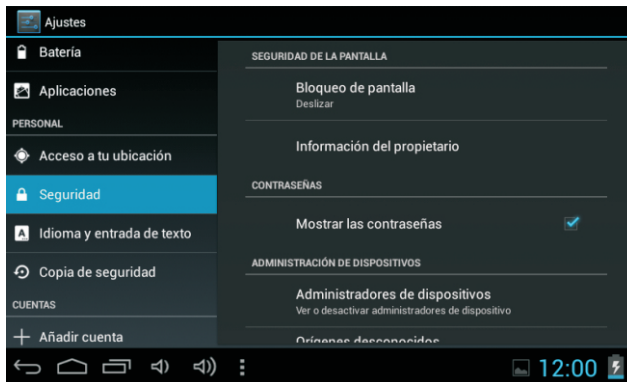 Ajustes
Batería
Aplicaciones
PERSONAL
Acceso a tu ubicación
Seguridad
Idioma y entrada de texto
Copia de seguridad
CUENTAS
Añadir cuenta
SEGURIDAD DE LA PANTALLA
Bloqueo de pantalla
Deslizar
Información del propietario
CONTRASEÑAS
Mostrar las contraseñas
ADMINISTRACIÓN DE DISPOSITIVOS
Administradores de dispositivos
Ver o desactivar administradores de dispositivo
Orígenes desconocidos
12:00